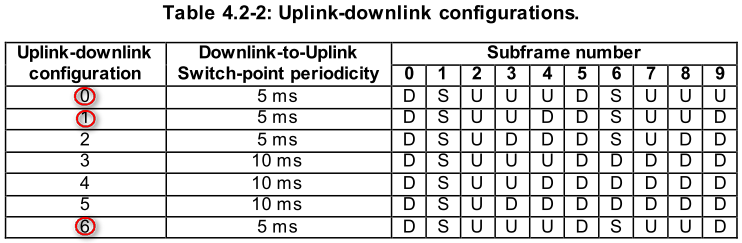 Table 4.2-2: Uplink-downlink configurations.
Uplink-downlink configuration Downlink-to-Uplink Switch-point periodicity Subframe number
0 1 2 3 4 5 6 7 8 9
0 5 ms D S U U U D S U U U
1 5 ms D S U U D D S U U D
2 5 ms D S U D D D S U D D
3 10 ms D S U U U D D D D D
4 10 ms D S U U D D D D D D
5 10 ms D S U D D D D D D D
6 5 ms D S U U U D S U U D